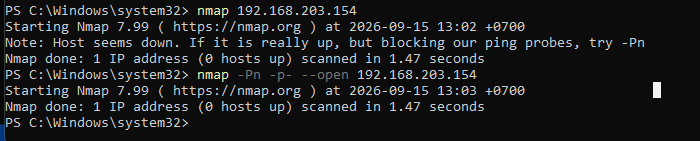 PS C:\Windows\system32> nmap 192.168.203.154
Starting Nmap 7.99 ( https://nmap.org ) at 2026-09-15 13:02 +0700
Note: Host seems down. If it is really up, but blocking our ping probes, try -Pn
Nmap done: 1 IP address (0 hosts up) scanned in 1.47 seconds
PS C:\Windows\system32> nmap -Pn -p- --open 192.168.203.154
Starting Nmap 7.99 ( https://nmap.org ) at 2026-09-15 13:03 +0700
Nmap done: 1 IP address (0 hosts up) scanned in 1.47 seconds
PS C:\Windows\system32>